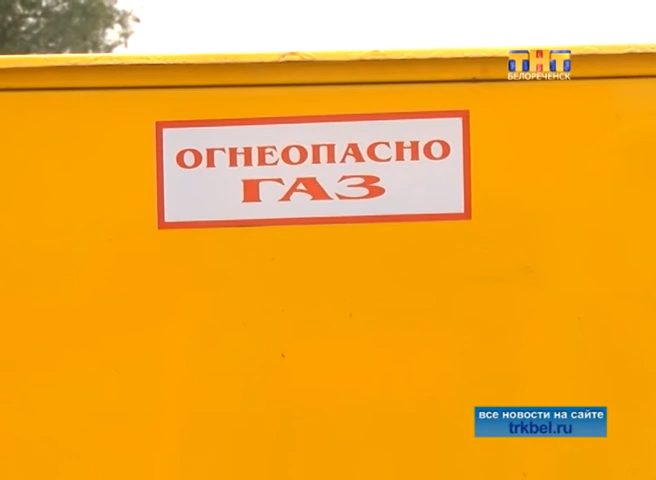 ТНТ
БЕЛОРЕЧЕНСК
ОГНЕОПАСНО
ГАЗ
все новости на сайте
trkbel.ru